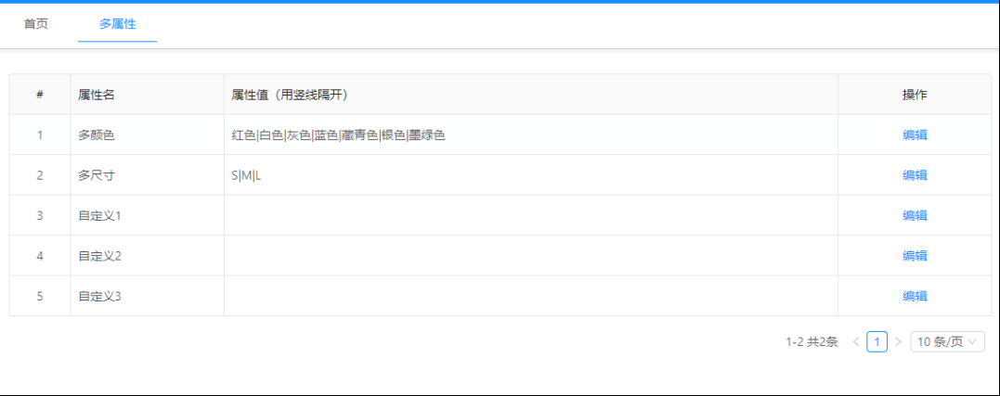 首页 多属性
# 属性名 属性值（用竖线隔开） 操作
1 多颜色 红色|白色|灰色|蓝色|藏青色|银色|墨绿色 编辑
2 多尺寸 S|M|L 编辑
3 自定义1 编辑
4 自定义2 编辑
5 自定义3 编辑
1-2 共2条 < 1 > 10 条/页